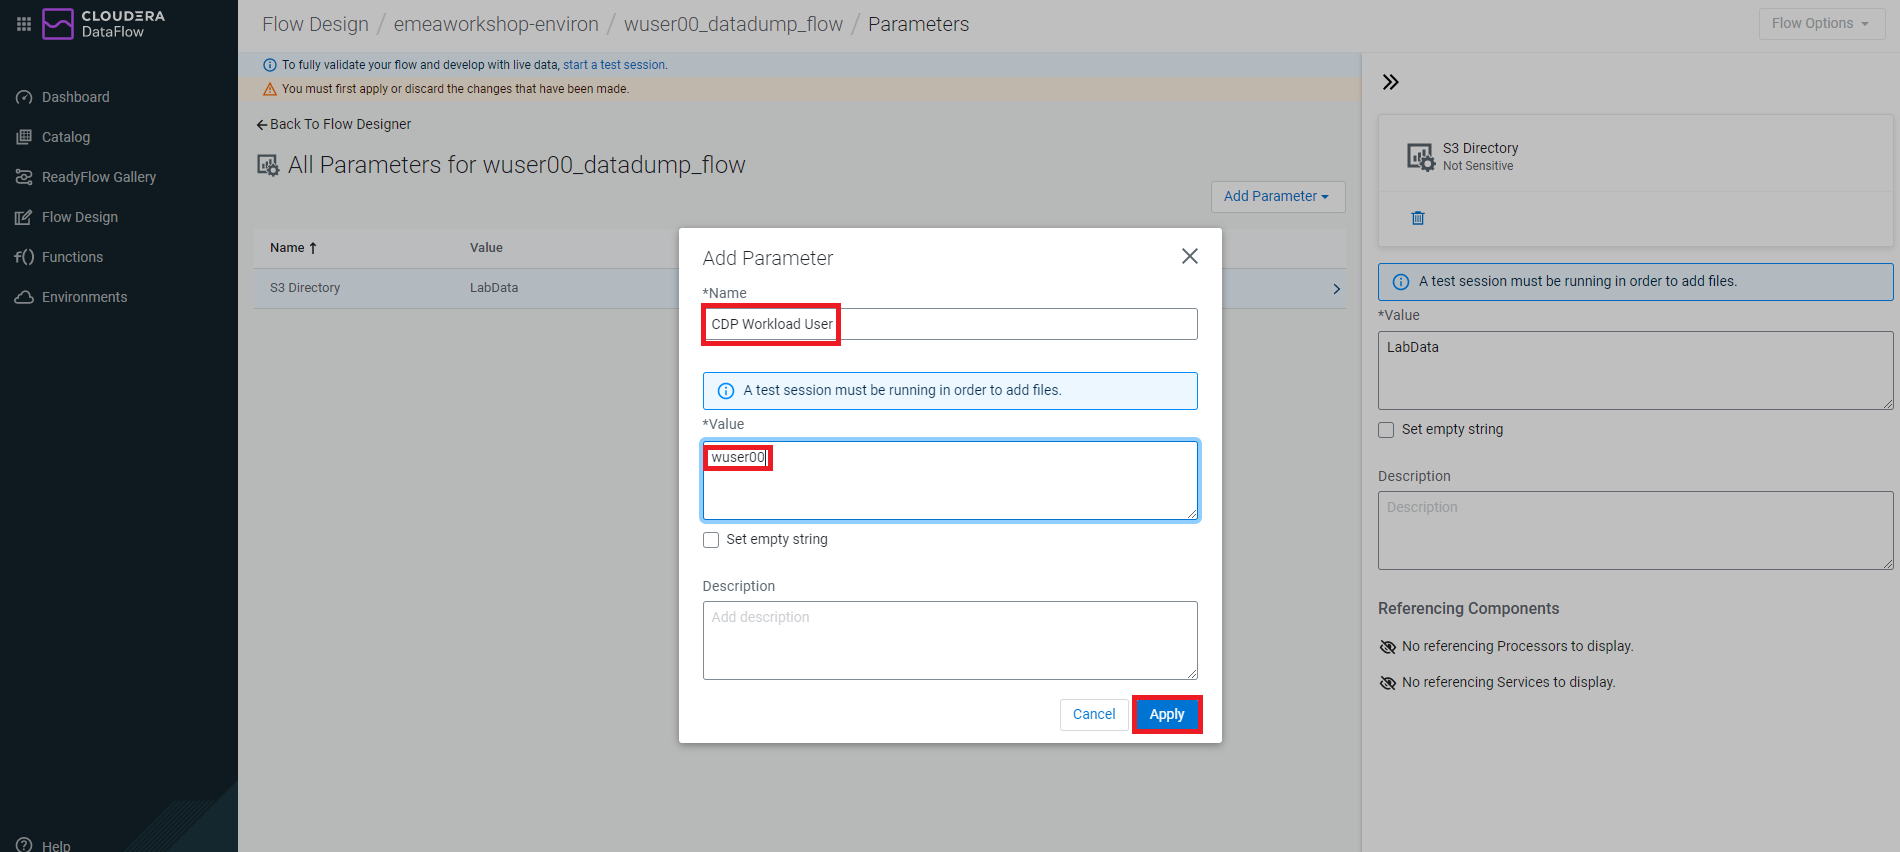 CLOUDERA
DataFlow
Dashboard
Catalog
ReadyFlow Gallery
Flow Design
f() Functions
Environments
Help
Flow Design / emeaworkshop-environ / wuser00_datadump_flow / Parameters
Flow Options
To fully validate your flow and develop with live data, start a test session.
You must first apply or discard the changes that have been made.
Back To Flow Designer
All Parameters for wuser00_datadump_flow
Add Parameter
Name Value
S3 Directory LabData
Add Parameter
*Name
CDP Workload User
A test session must be running in order to add files.
*Value
wuser00
Set empty string
Description
Add description
Cancel Apply
S3 Directory
Not Sensitive
A test session must be running in order to add files.
*Value
LabData
Set empty string
Description
Description
Referencing Components
No referencing Processors to display.
No referencing Services to display.